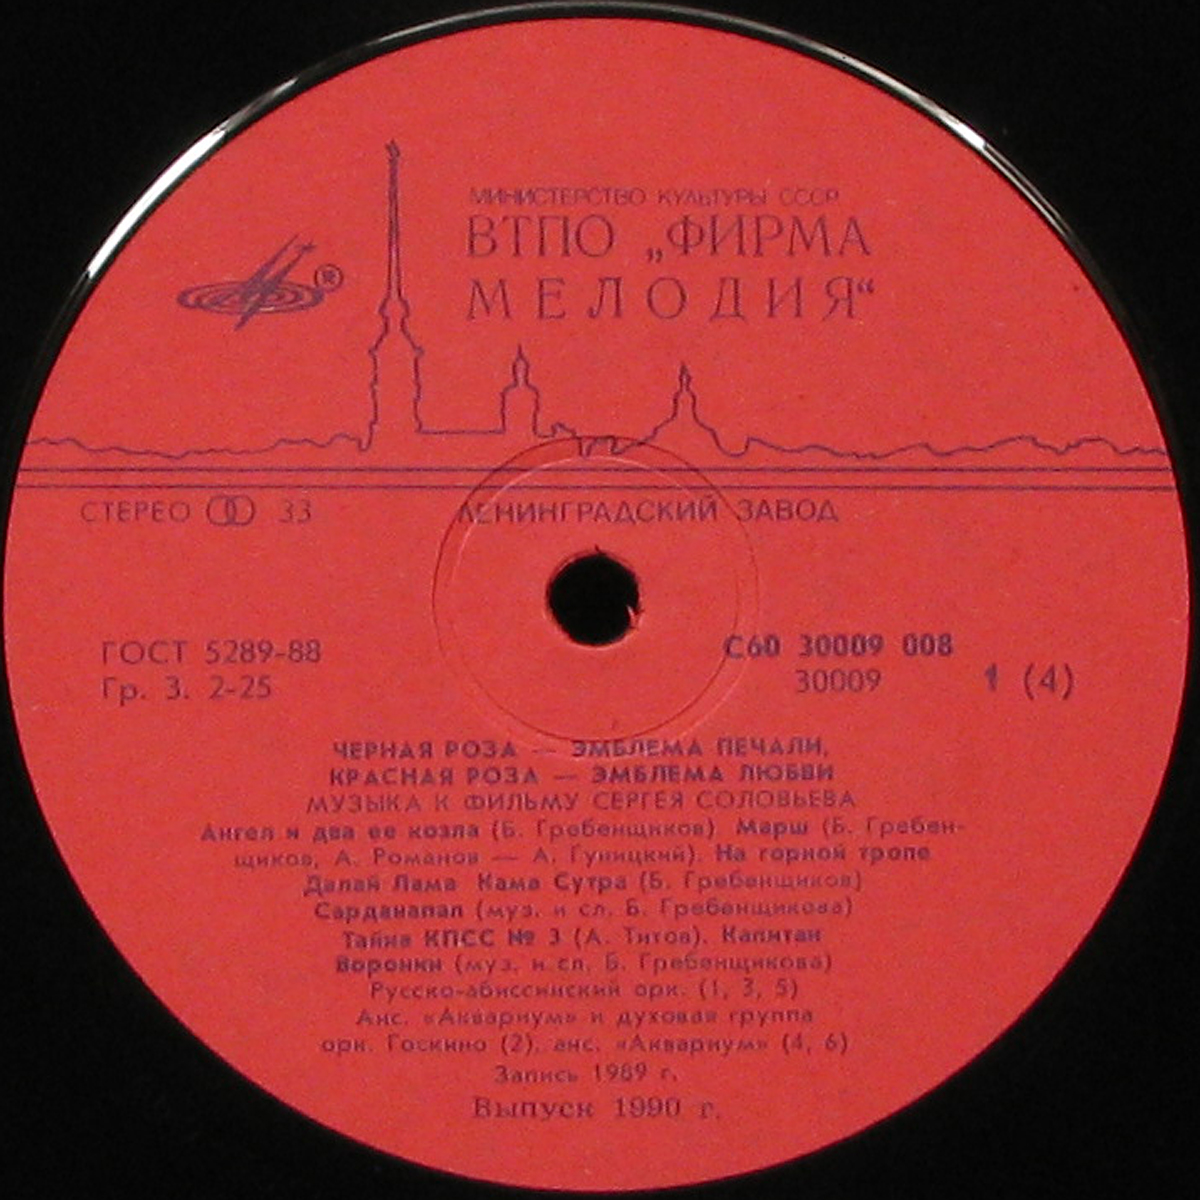 МИНИСТЕРСТВО КУЛЬТУРЫ СССР
ВТПО „ФИРМА
МЕЛОДИЯ“
СТЕРЕО 33
ЛЕНИНГРАДСКИЙ ЗАВОД
ГОСТ 5289-88
Гр. 3. 2-25
С60 30009 008
30009 1 (4)
ЧЕРНАЯ РОЗА — ЭМБЛЕМА ПЕЧАЛИ,
КРАСНАЯ РОЗА — ЭМБЛЕМА ЛЮБВИ
МУЗЫКА К ФИЛЬМУ СЕРГЕЯ СОЛОВЬЕВА
Ангел и два ее козла (Б. Гребенщиков). Марш (Б. Гребен-
щиков, А. Романов — А. Гуницкий). На горной тропе
Далай Лама Кама Сутра (Б. Гребенщиков)
Сарданапал (муз. и сл. Б. Гребенщикова)
Тайна КПСС № 3 (А. Титов). Капитан
Воронин (муз. и сл. Б. Гребенщикова)
Русско-абиссинский орк. (1, 3, 5)
Анс. «Аквариум» и духовая группа
орк. Госкино (2), анс. «Аквариум» (4, 6)
Запись 1989 г.
Выпуск 1990 г.